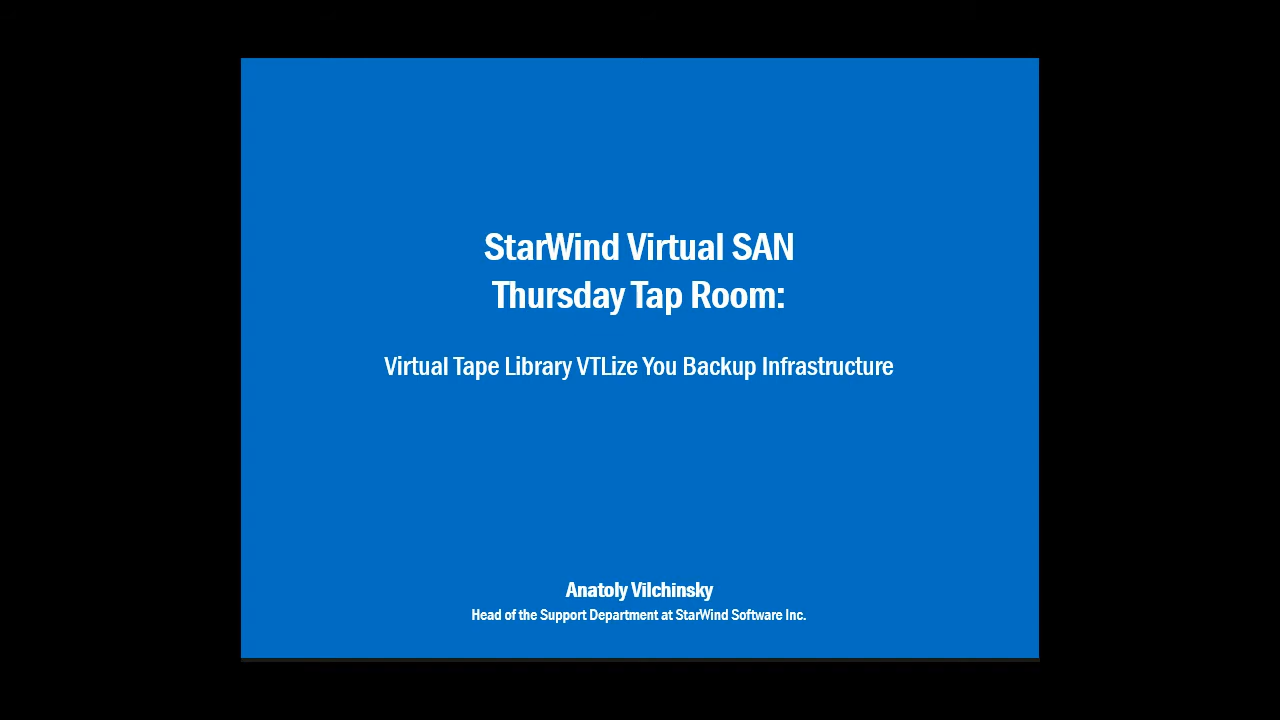 StarWind Virtual SAN
Thursday Tap Room:
Virtual Tape Library VTLize You Backup Infrastructure
Anatoly Vilchinsky
Head of the Support Department at StarWind Software Inc.